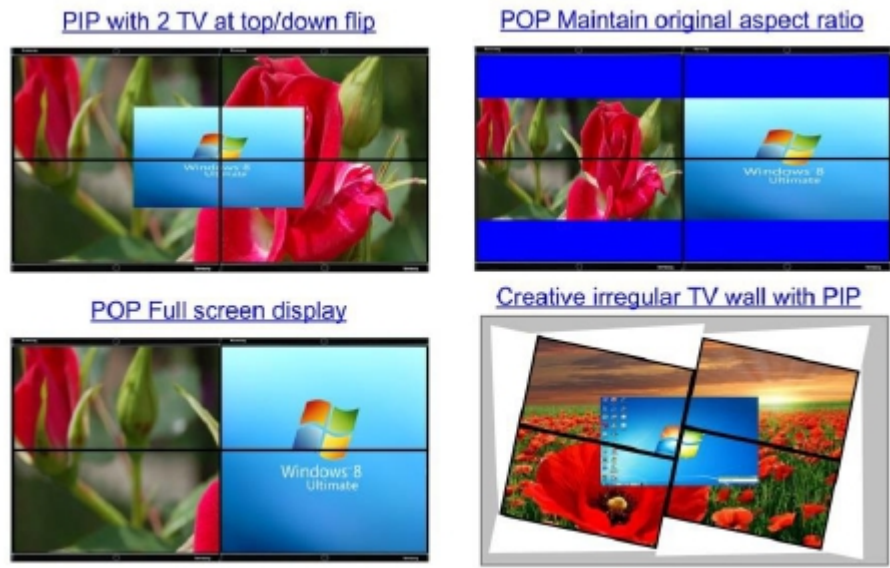 PIP with 2 TV at top/down flip
POP Maintain original aspect ratio
Windows 8
Ultimate
Windows 8
Ultimate
POP Full screen display
Creative irregular TV wall with PIP
Windows 8
Ultimate